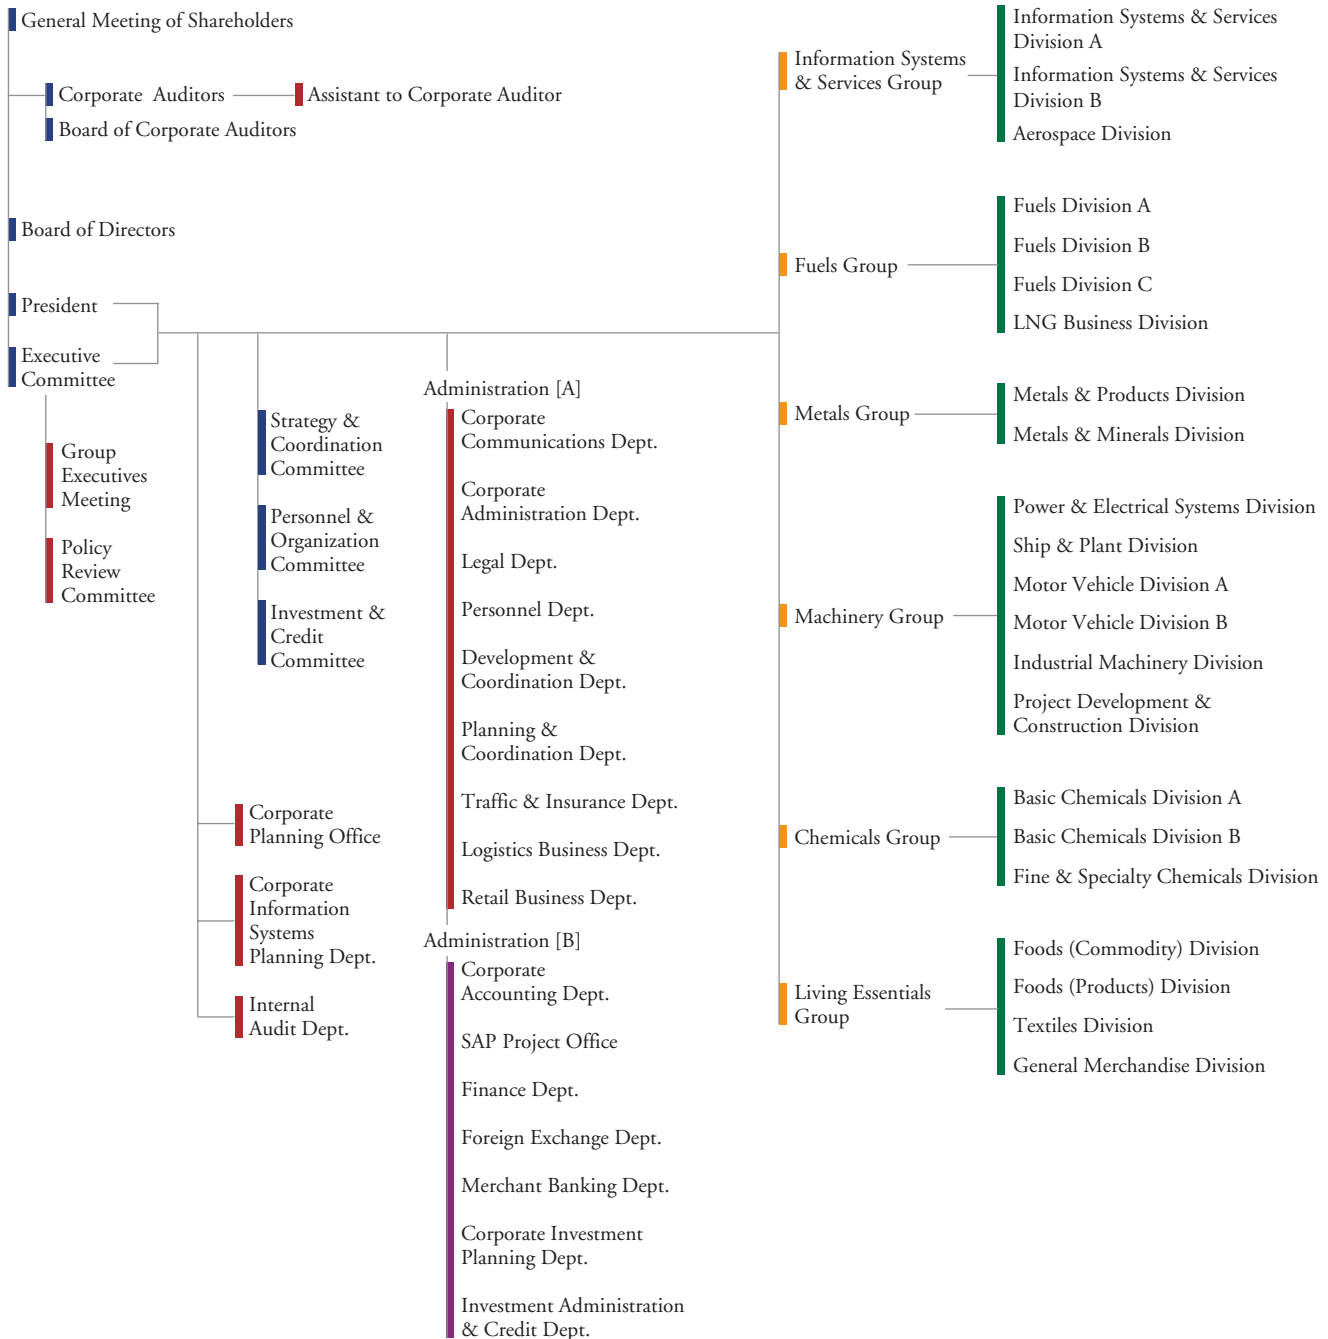 General Meeting of Shareholders
Corporate Auditors
Assistant to Corporate Auditor
Board of Corporate Auditors
Board of Directors
President
Executive
Committee
Group
Executives
Meeting
Policy
Review
Committee
Strategy &
Coordination
Committee
Personnel &
Organization
Committee
Investment &
Credit
Committee
Corporate
Planning Office
Corporate
Information
Systems
Planning Dept.
Internal
Audit Dept.
Administration [A]
Corporate
Communications Dept.
Corporate
Administration Dept.
Legal Dept.
Personnel Dept.
Development &
Coordination Dept.
Planning &
Coordination Dept.
Traffic & Insurance Dept.
Logistics Business Dept.
Retail Business Dept.
Administration [B]
Corporate
Accounting Dept.
SAP Project Office
Finance Dept.
Foreign Exchange Dept.
Merchant Banking Dept.
Corporate Investment
Planning Dept.
Investment Administration
& Credit Dept.
Information Systems
& Services Group
Information Systems & Services
Division A
Information Systems & Services
Division B
Aerospace Division
Fuels Group
Fuels Division A
Fuels Division B
Fuels Division C
LNG Business Division
Metals Group
Metals & Products Division
Metals & Minerals Division
Machinery Group
Power & Electrical Systems Division
Ship & Plant Division
Motor Vehicle Division A
Motor Vehicle Division B
Industrial Machinery Division
Project Development &
Construction Division
Chemicals Group
Basic Chemicals Division A
Basic Chemicals Division B
Fine & Specialty Chemicals Division
Living Essentials
Group
Foods (Commodity) Division
Foods (Products) Division
Textiles Division
General Merchandise Division